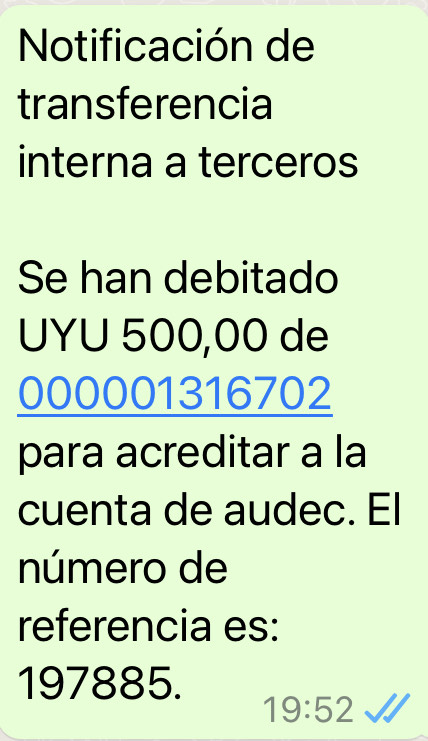 Notificación de
transferencia
interna a terceros
Se han debitado
UYU 500,00 de
000001316702
para acreditar a la
cuenta de audec. El
número de
referencia es:
197885.
19:52